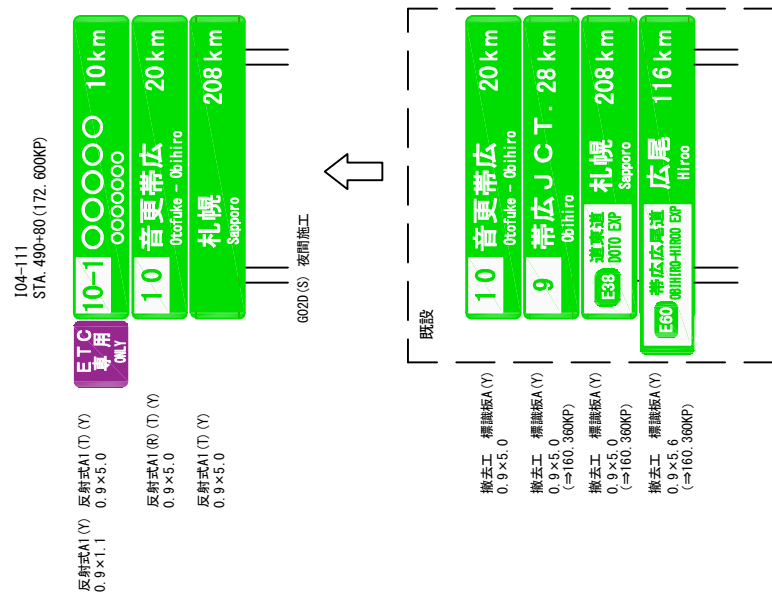 I04-111
STA. 490+80(172. 600KP)
ETC
専用
ONLY
10-1 ○○○○○ 10km
○○○○○○○
10 音更帯広 20km
Otofuke - Obihiro
札幌 208km
Sapporo
G02D(S) 夜間施工
反射式A1(Y)
0.9×1.1
反射式A1(T)(Y)
0.9×5.0
反射式A1(R)(T)(Y)
0.9×5.0
反射式A1(T)(Y)
0.9×5.0
既設
10 音更帯広 20km
Otofuke - Obihiro
9 帯広JCT. 28km
Obihiro
E38 道東道 札幌 208km
DOTO EXP Sapporo
E60 帯広広尾道 広尾 116km
OBIHIRO-HIROO EXP Hiroo
撤去工 標識板A(Y)
0.9×5.0
撤去工 標識板A(Y)
0.9×5.0
(⇒160.360KP)
撤去工 標識板A(Y)
0.9×5.0
(⇒160.360KP)
撤去工 標識板A(Y)
0.9×5.6
(⇒160.360KP)